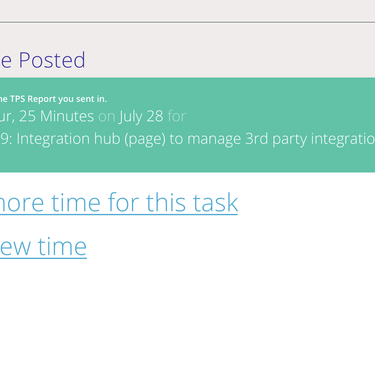 e Posted
he TPS Report you sent in.
ur, 25 Minutes on July 28 for
9: Integration hub (page) to manage 3rd party integratio
nore time for this task
ew time